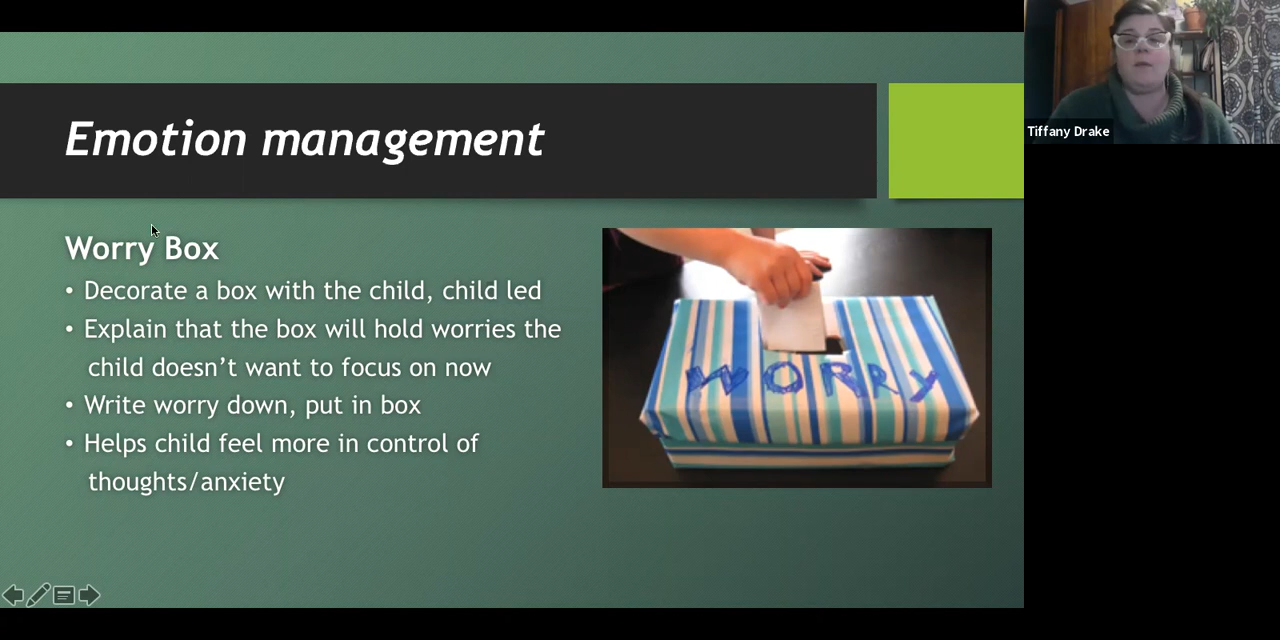 Emotion management
Tiffany Drake
Worry Box
• Decorate a box with the child, child led
• Explain that the box will hold worries the
child doesn’t want to focus on now
• Write worry down, put in box
• Helps child feel more in control of
thoughts/anxiety
WORRY